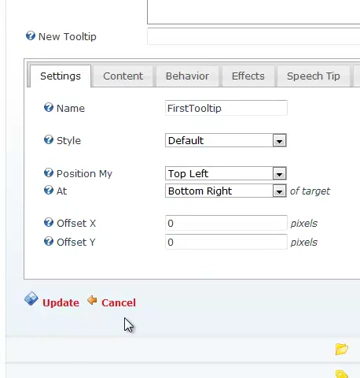 New Tooltip
Settings Content Behavior Effects Speech Tip
Name FirstTooltip
Style Default
Position My Top Left
At Bottom Right of target
Offset X 0 pixels
Offset Y 0 pixels
Update Cancel